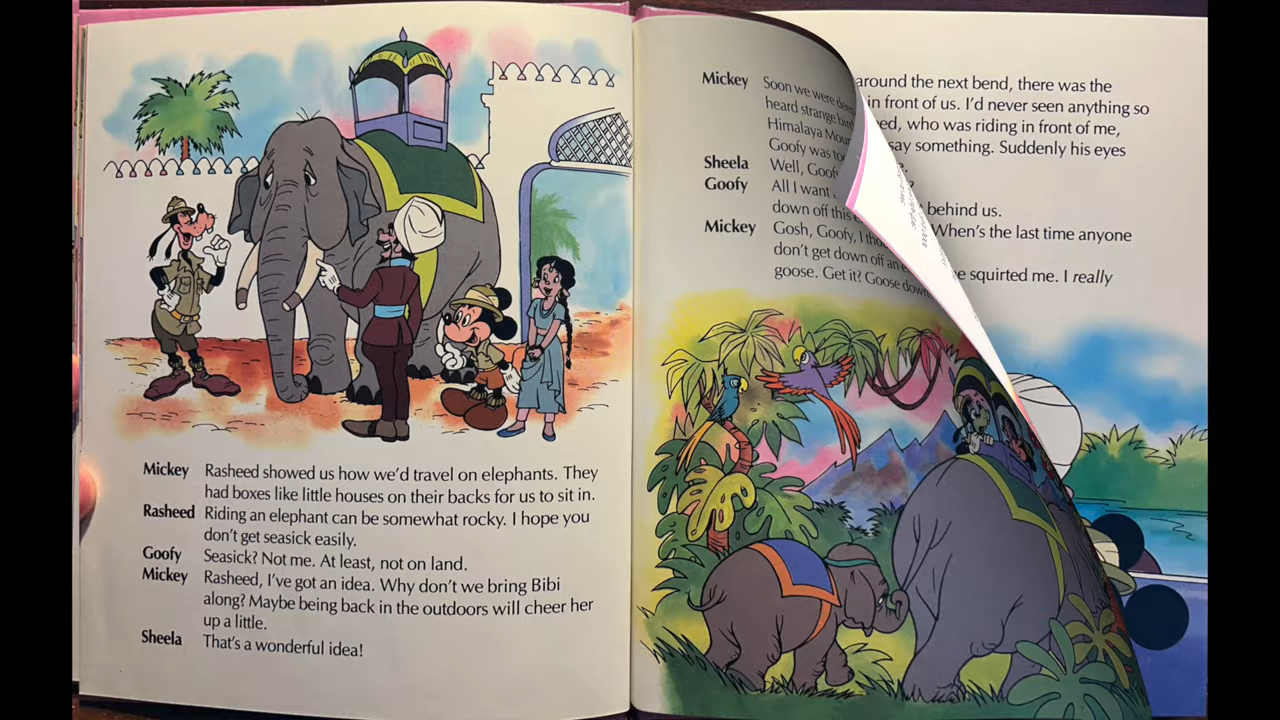 Mickey Rasheed showed us how we'd travel on elephants. They
had boxes like little houses on their backs for us to sit in.
Rasheed Riding an elephant can be somewhat rocky. I hope you
don't get seasick easily.
Goofy Seasick? Not me. At least, not on land.
Mickey Rasheed, I've got an idea. Why don't we bring Bibi
along? Maybe being back in the outdoors will cheer her
up a little.
Sheela That's a wonderful idea!
Mickey Soon we were
heard strange
Himalaya
Goofy was
Sheela Well,
Goofy All I want
down off this
Mickey Gosh, Goofy, I
don't get down off an
goose. Get it? Goose
around the next bend, there was the
in front of us. I'd never seen anything so
who was riding in front of me,
say something. Suddenly his eyes
behind us.
When's the last time anyone
squirted me. I really